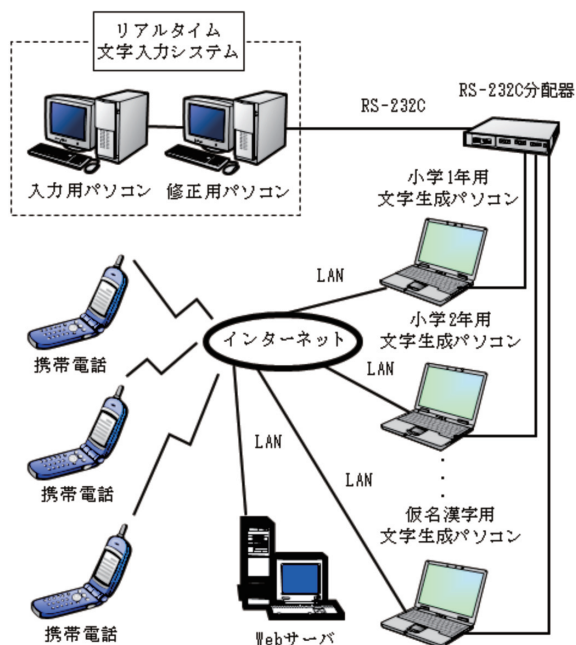 リアルタイム
文字入力システム
RS-232C
RS-232C分配器
入力用パソコン
修正用パソコン
小学1年用
文字生成パソコン
LAN
小学2年用
文字生成パソコン
インターネット
LAN
携帯電話
LAN
LAN
携帯電話
仮名漢字用
文字生成パソコン
携帯電話
Webサーバ